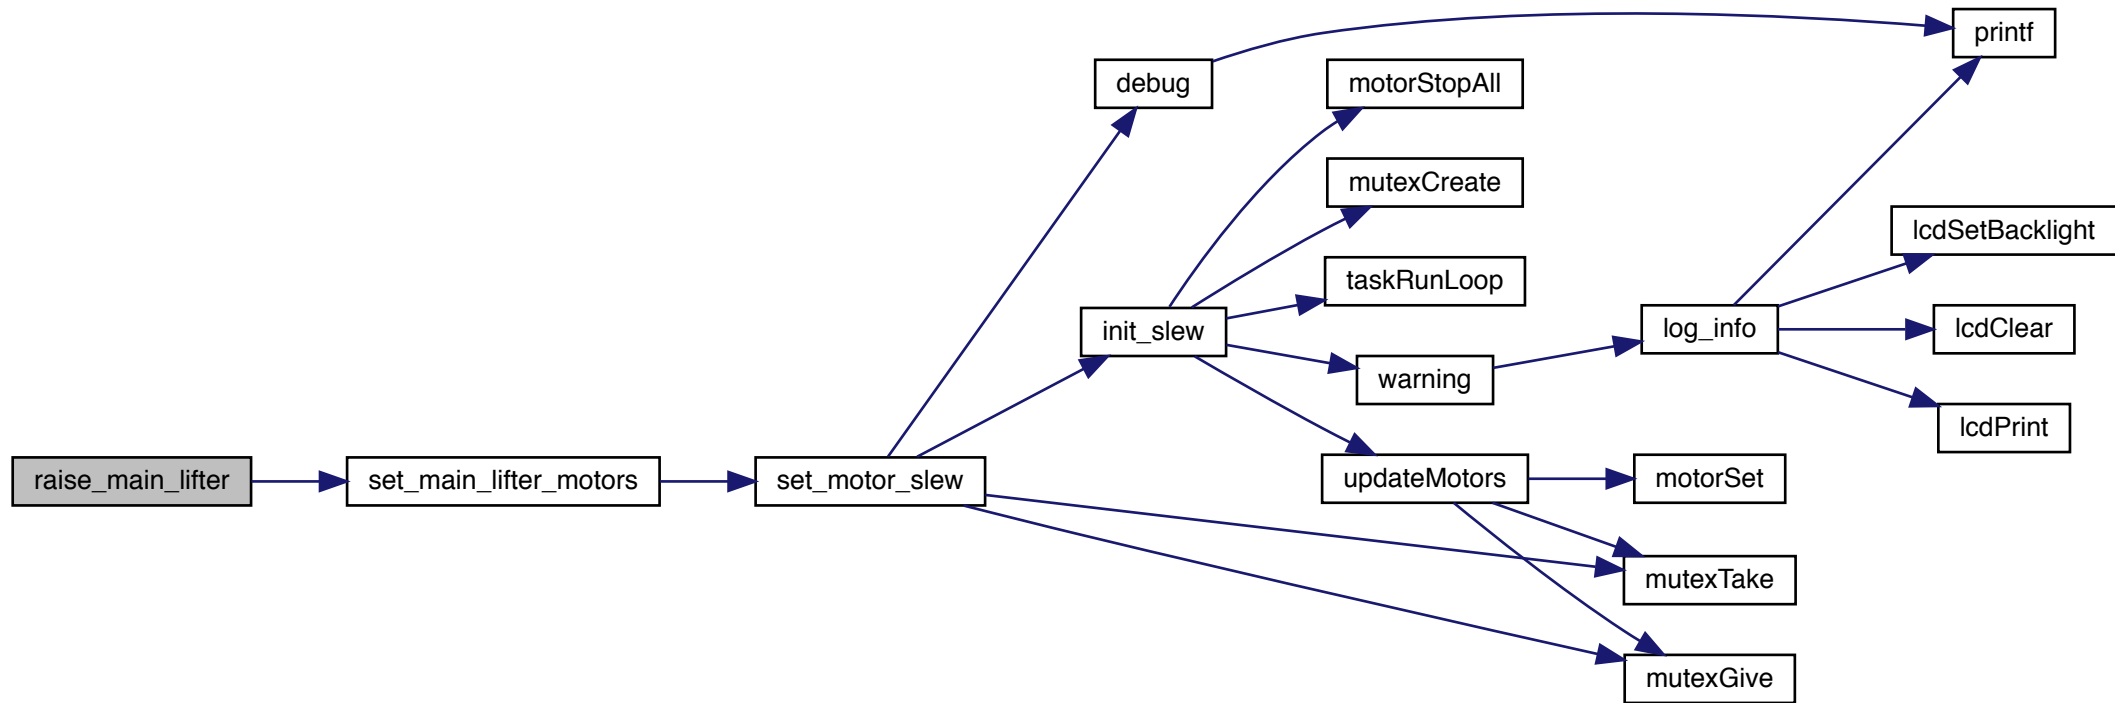 printf
debug
motorStopAll
mutexCreate
lcdSetBacklight
taskRunLoop
init_slew
log_info
lcdClear
warning
lcdPrint
raise_main_lifter
set_main_lifter_motors
set_motor_slew
updateMotors
motorSet
mutexTake
mutexGive